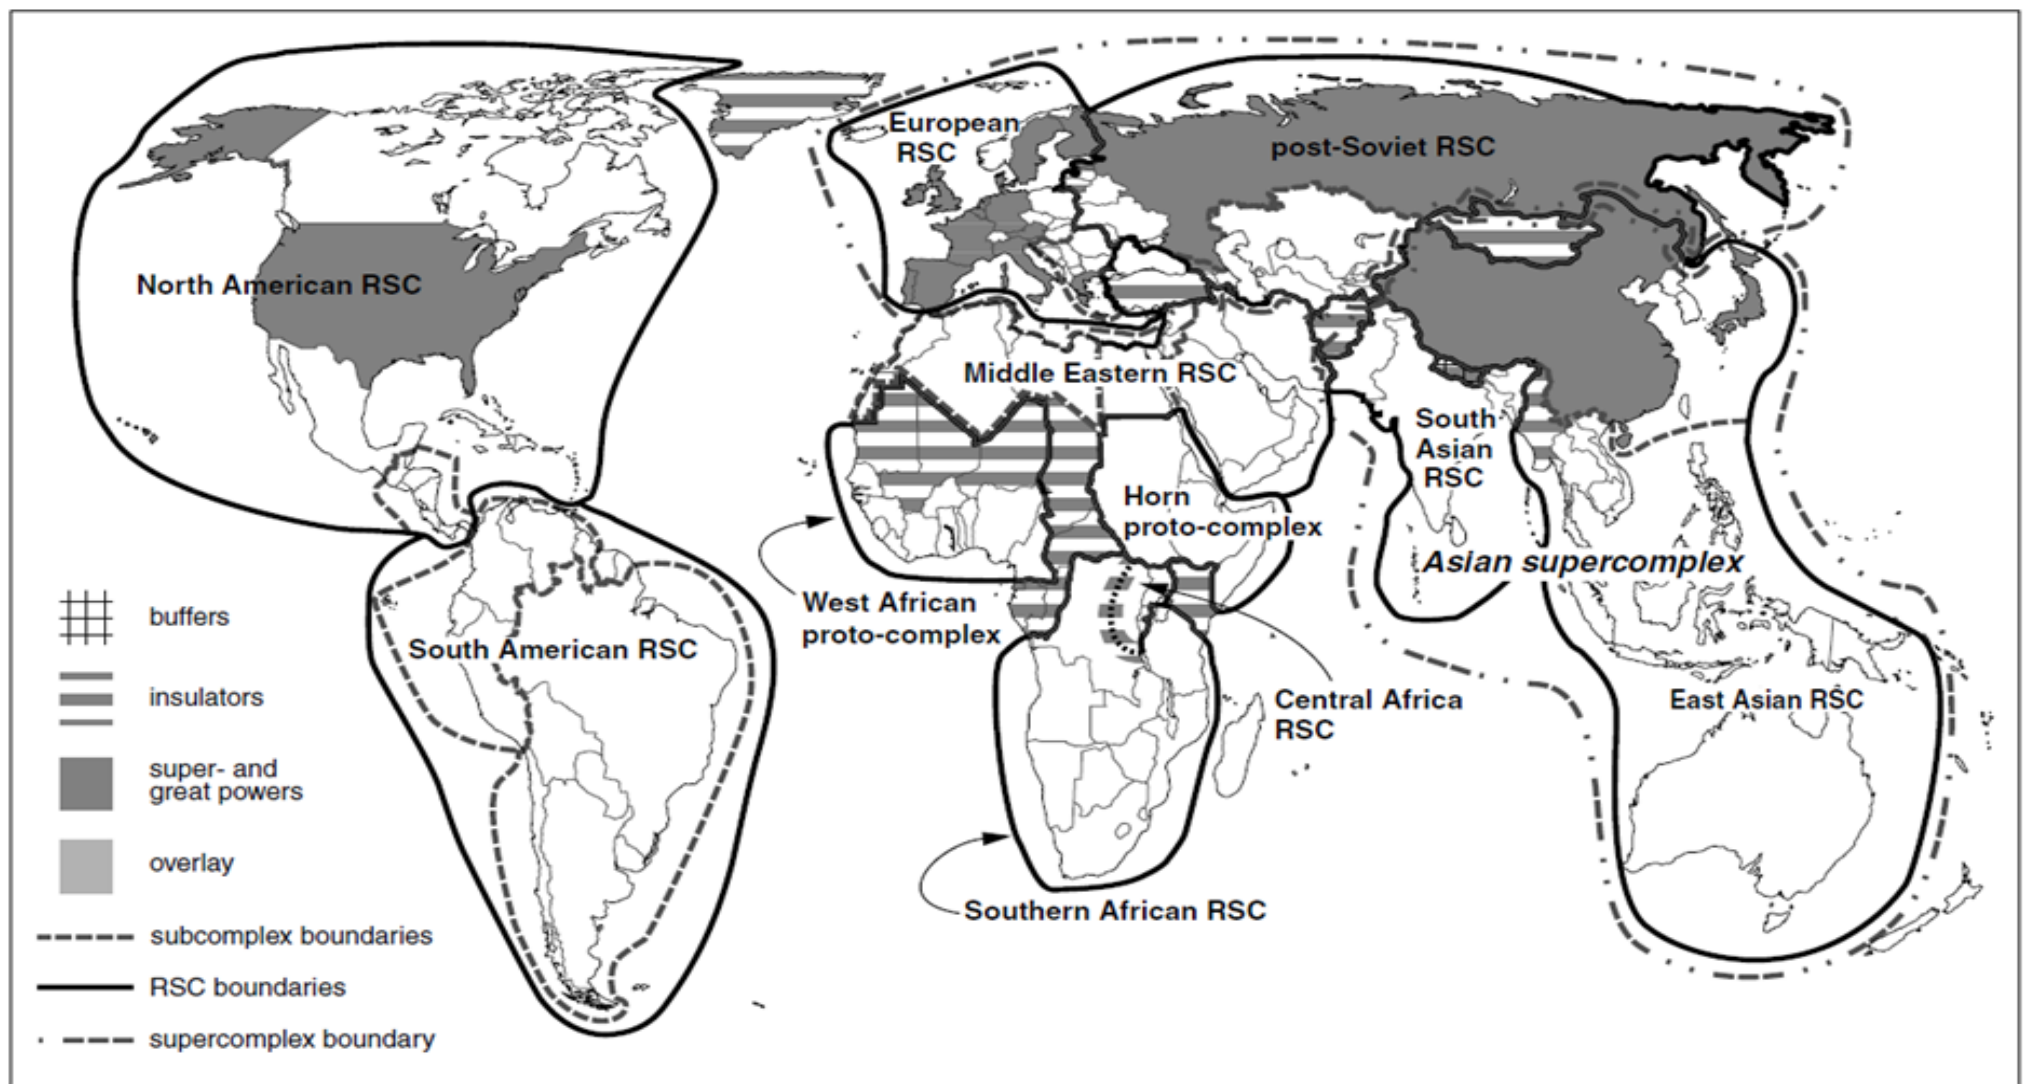 European
RSC
post-Soviet RSC
North American RSC
Middle Eastern RSC
South
Asian
RSC
Horn
proto-complex
Asian supercomplex
West African
proto-complex
South American RSC
Central Africa
RSC
East Asian RSC
Southern African RSC
buffers
insulators
super- and
great powers
overlay
subcomplex boundaries
RSC boundaries
supercomplex boundary